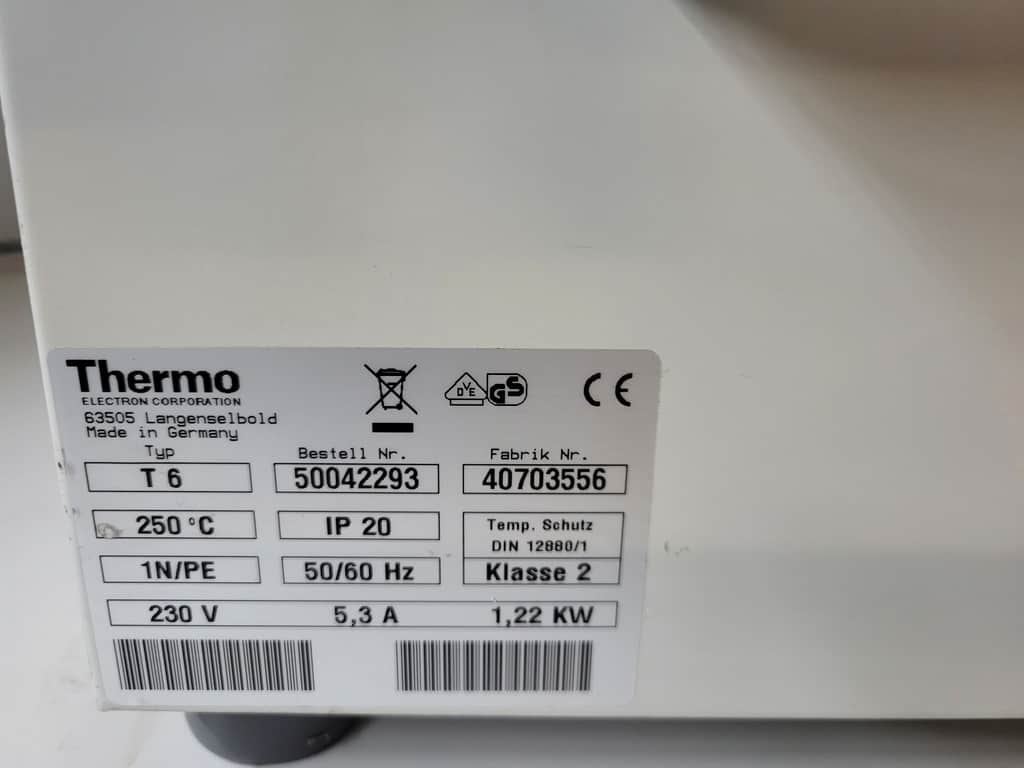 Thermo
ELECTRON CORPORATION
63505 Langenselbold
Made in Germany
DVE GS CE
Typ Bestell Nr. Fabrik Nr.
T 6 50042293 40703556
250 °C IP 20 Temp. Schutz
DIN 12880/1
1N/PE 50/60 Hz Klasse 2
230 V 5,3 A 1,22 KW